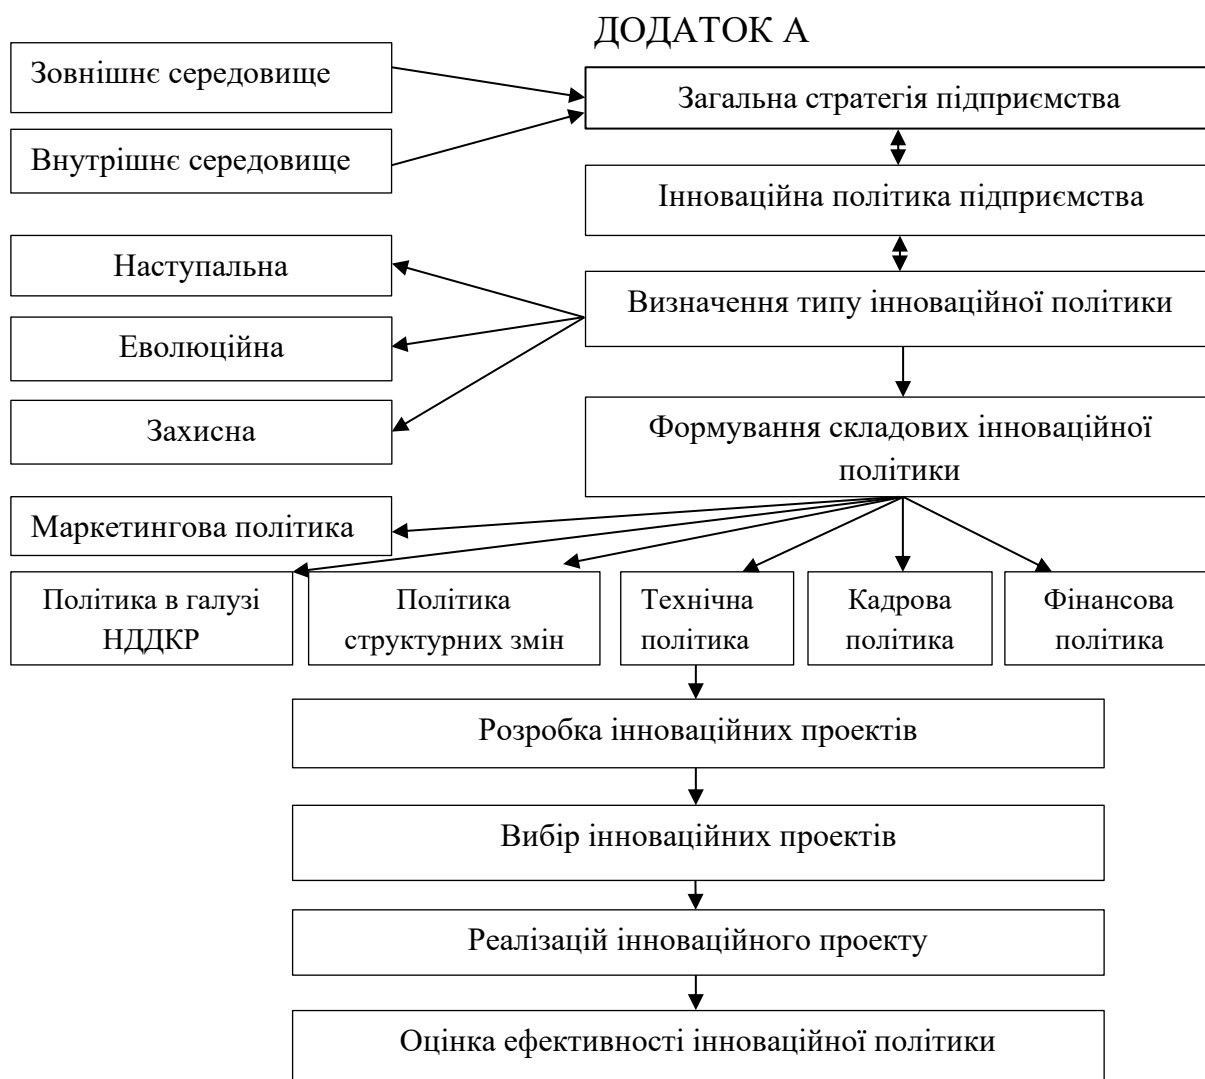 ДОДАТОК А
Зовнішнє середовище
Загальна стратегія підприємства
Внутрішнє середовище
Інноваційна політика підприємства
Наступальна
Визначення типу інноваційної політики
Еволюційна
Захисна
Формування складових інноваційної
політики
Маркетингова політика
Політика в галузі
НДДКР
Політика
структурних змін
Технічна
політика
Кадрова
політика
Фінансова
політика
Розробка інноваційних проектів
Вибір інноваційних проектів
Реалізацій інноваційного проекту
Оцінка ефективності інноваційної політики